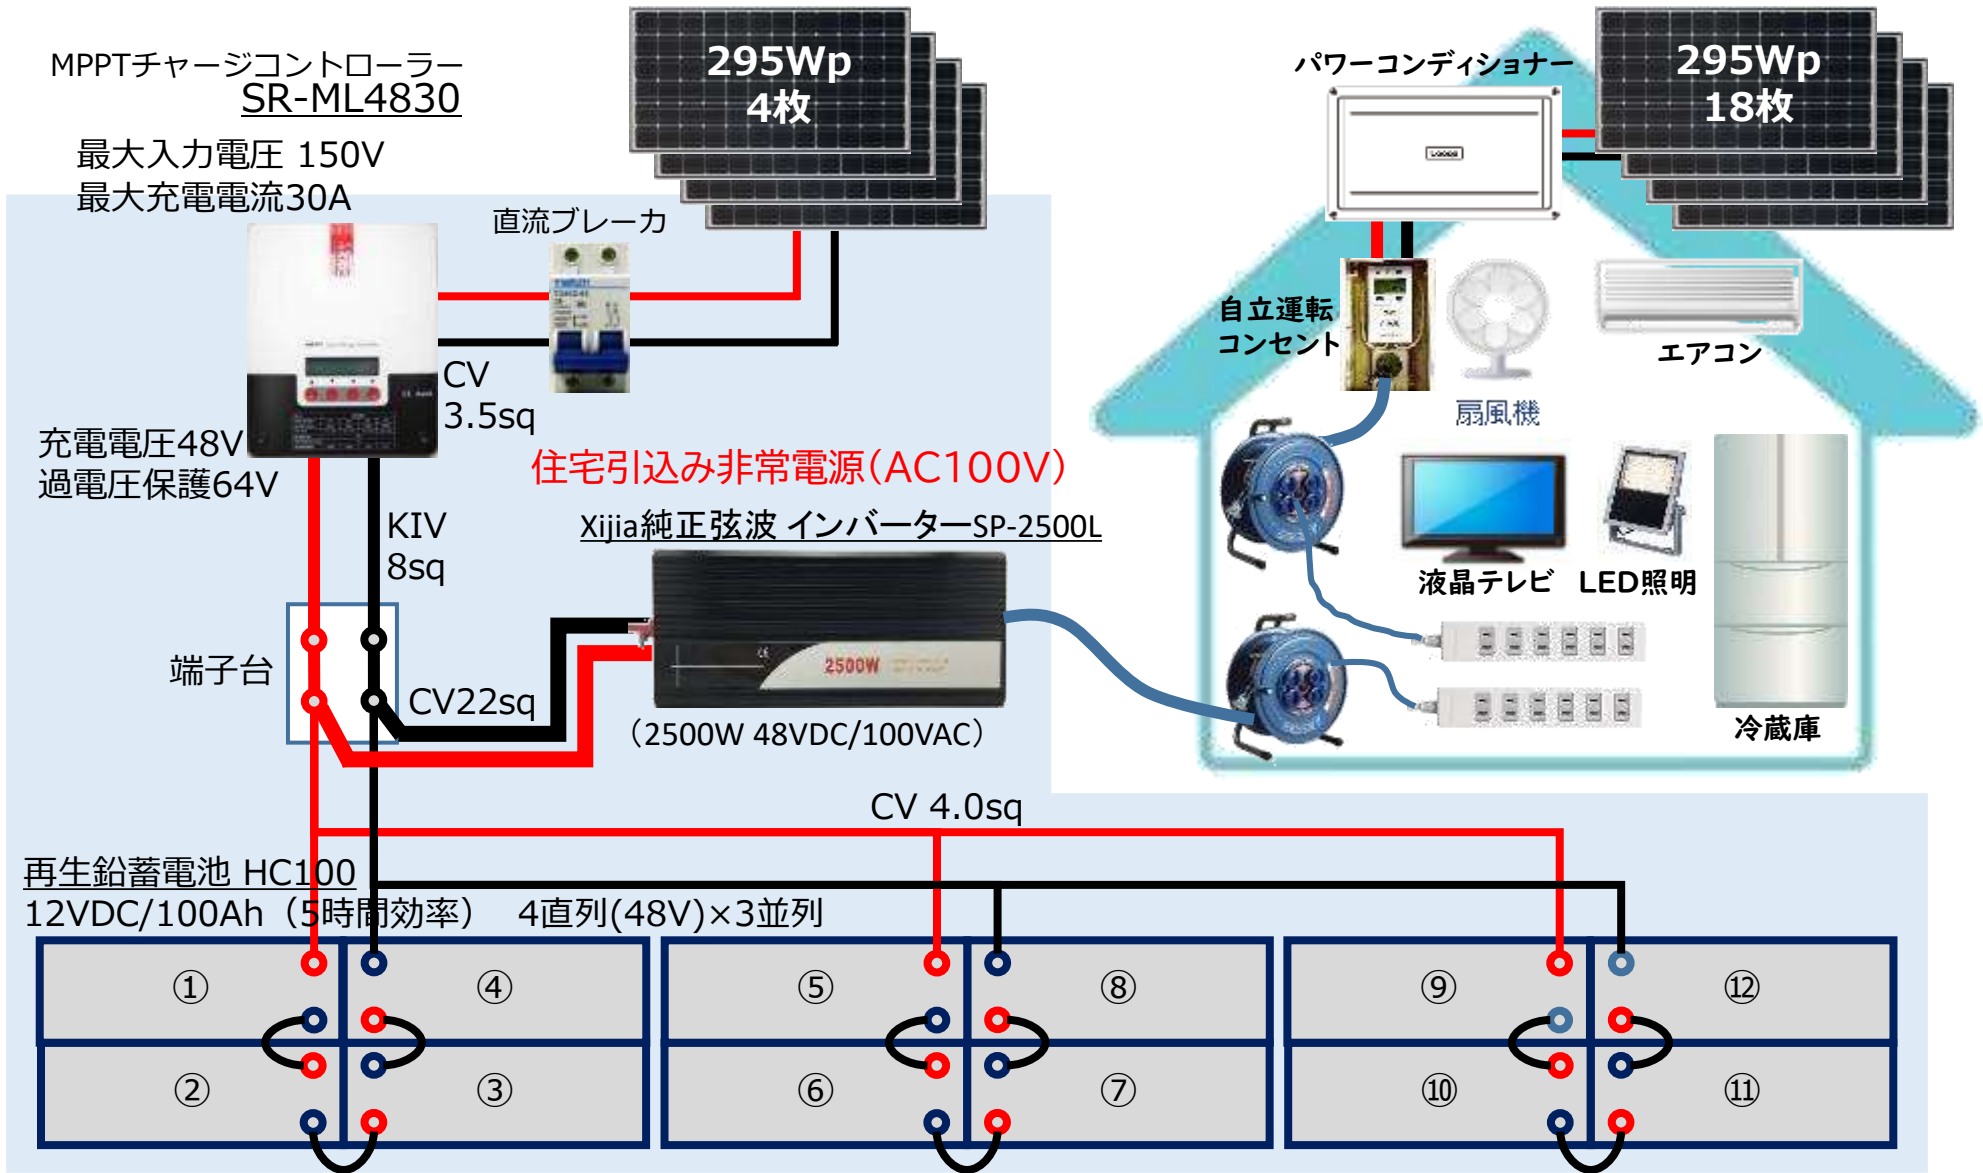 MPPTチャージコントローラー
SR-ML4830
最大入力電圧 150V
最大充電電流30A
295Wp
4枚
直流ブレーカ
CV
3.5sq
充電電圧48V
過電圧保護64V
KIV
8sq
端子台
CV22sq
住宅引込み非常電源(AC100V)
Xijia純正弦波 インバーターSP-2500L
2500W
(2500W 48VDC/100VAC)
パワーコンディショナー
295Wp
18枚
自立運転
コンセント
扇風機
エアコン
液晶テレビ
LED照明
冷蔵庫
CV 4.0sq
再生鉛蓄電池 HC100
12VDC/100Ah(5時間効率) 4直列(48V)×3並列
① ④ ⑤ ⑧ ⑨ ⑫
② ③ ⑥ ⑦ ⑩ ⑪